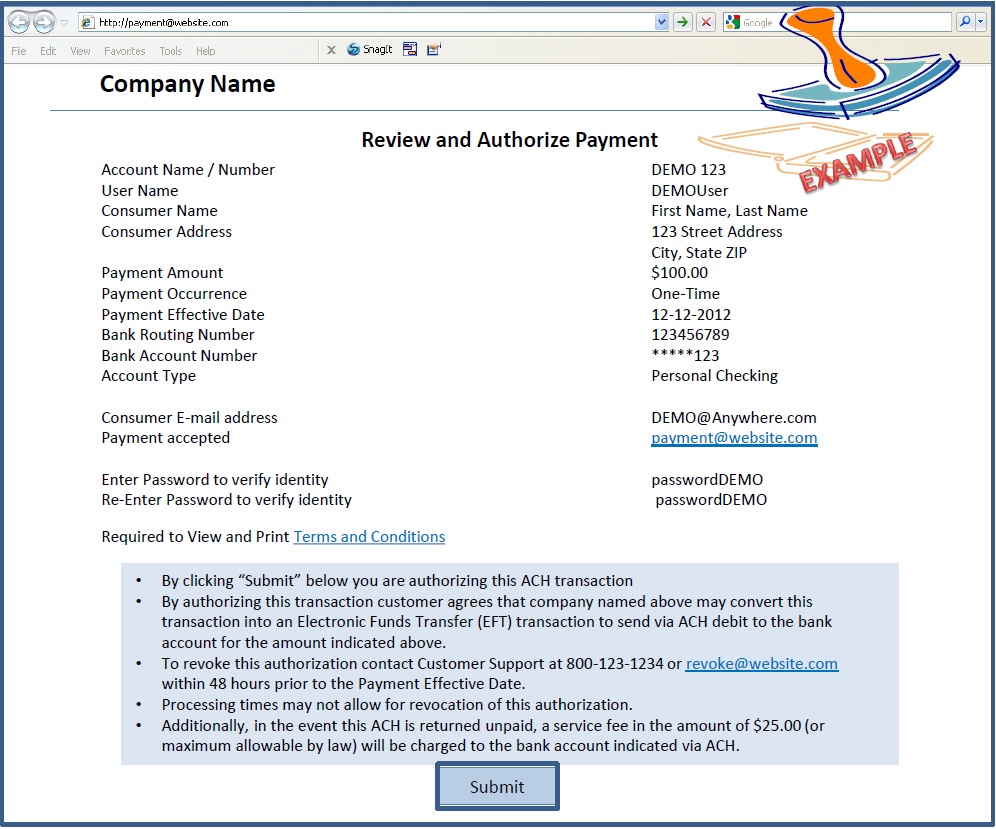 http://payment@website.com
Google
File Edit View Favorites Tools Help
X SnagIt
Company Name
Review and Authorize Payment
EXAMPLE
Account Name / Number DEMO 123
User Name DEMOUser
Consumer Name First Name, Last Name
Consumer Address 123 Street Address
City, State ZIP
Payment Amount $100.00
Payment Occurrence One-Time
Payment Effective Date 12-12-2012
Bank Routing Number 123456789
Bank Account Number *****123
Account Type Personal Checking
Consumer E-mail address DEMO@Anywhere.com
Payment accepted payment@website.com
Enter Password to verify identity passwordDEMO
Re-Enter Password to verify identity passwordDEMO
Required to View and Print Terms and Conditions
• By clicking “Submit” below you are authorizing this ACH transaction
• By authorizing this transaction customer agrees that company named above may convert this
transaction into an Electronic Funds Transfer (EFT) transaction to send via ACH debit to the bank
account for the amount indicated above.
• To revoke this authorization contact Customer Support at 800-123-1234 or revoke@website.com
within 48 hours prior to the Payment Effective Date.
• Processing times may not allow for revocation of this authorization.
• Additionally, in the event this ACH is returned unpaid, a service fee in the amount of $25.00 (or
maximum allowable by law) will be charged to the bank account indicated via ACH.
Submit